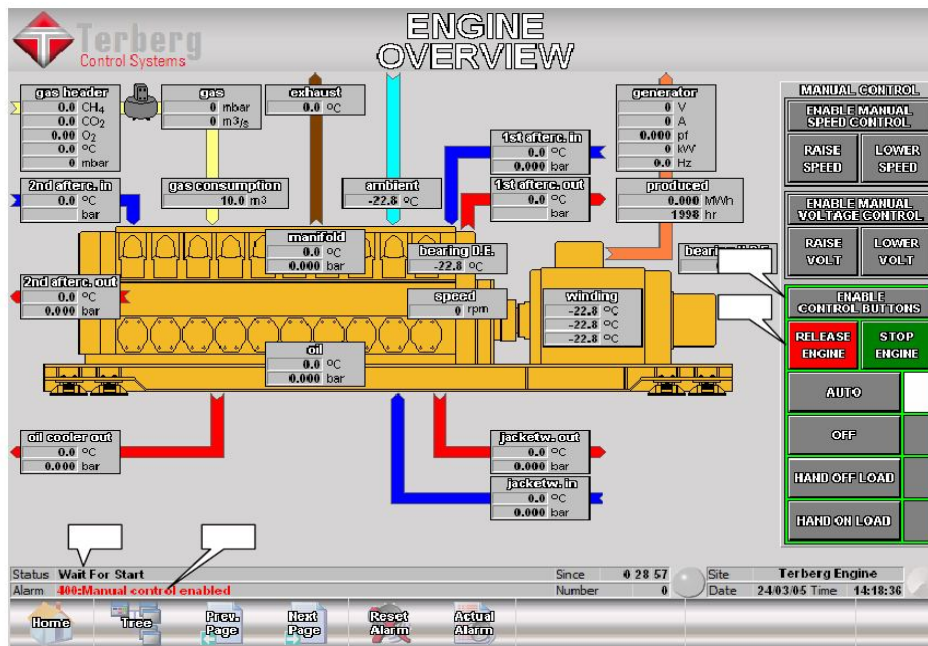 Terberg
Control Systems
ENGINE
OVERVIEW
gas header
0.0 CH4
0.0 CO2
0.00 O2
0.0 °C
0 mbar
gas
0 mbar
0 m3/s
exhaust
0.0 °C
generator
0 V
0 A
0.000 pf
0 kW
0.0 Hz
MANUAL CONTROL
ENABLE MANUAL
SPEED CONTROL
RAISE
SPEED
LOWER
SPEED
1st afterc. in
0.0 °C
0.000 bar
2nd afterc. in
0.0 °C
bar
gas consumption
10.0 m3
ambient
-22.8 °C
1st afterc. out
0.0 °C
bar
produced
0.000 MWh
1998 hr
ENABLE MANUAL
VOLTAGE CONTROL
RAISE
VOLT
LOWER
VOLT
manifold
0.0 °C
0.000 bar
bearing D.E.
-22.8 °C
2nd afterc. out
0.0 °C
0.000 bar
speed
0 rpm
winding
-22.8 °C
-22.8 °C
-22.8 °C
ENABLE
CONTROL BUTTONS
RELEASE
ENGINE
STOP
ENGINE
oil
0.0 °C
0.000 bar
AUTO
OFF
HAND OFF LOAD
HAND ON LOAD
oil cooler out
0.0 °C
0.000 bar
jacketw. out
0.0 °C
0.000 bar
jacketw. in
0.0 °C
0.000 bar
Status Wait For Start Since 0 28 57 Site Terberg Engine
Alarm 400:Manual control enabled Number 0 Date 24/03/05 Time 14:18:36
Home
Tree
Prev.
Page
Next
Page
Reset
Alarm
Actual
Alarm